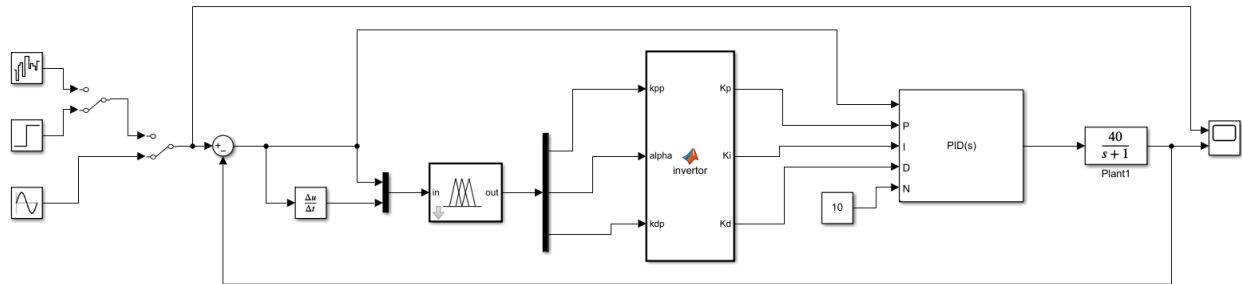 +
−
Δu
Δt
in
out
kpp
alpha
kdp
invertor
Kp
Ki
Kd
10
P
I
D
N
PID(s)
40
s + 1
Plant1